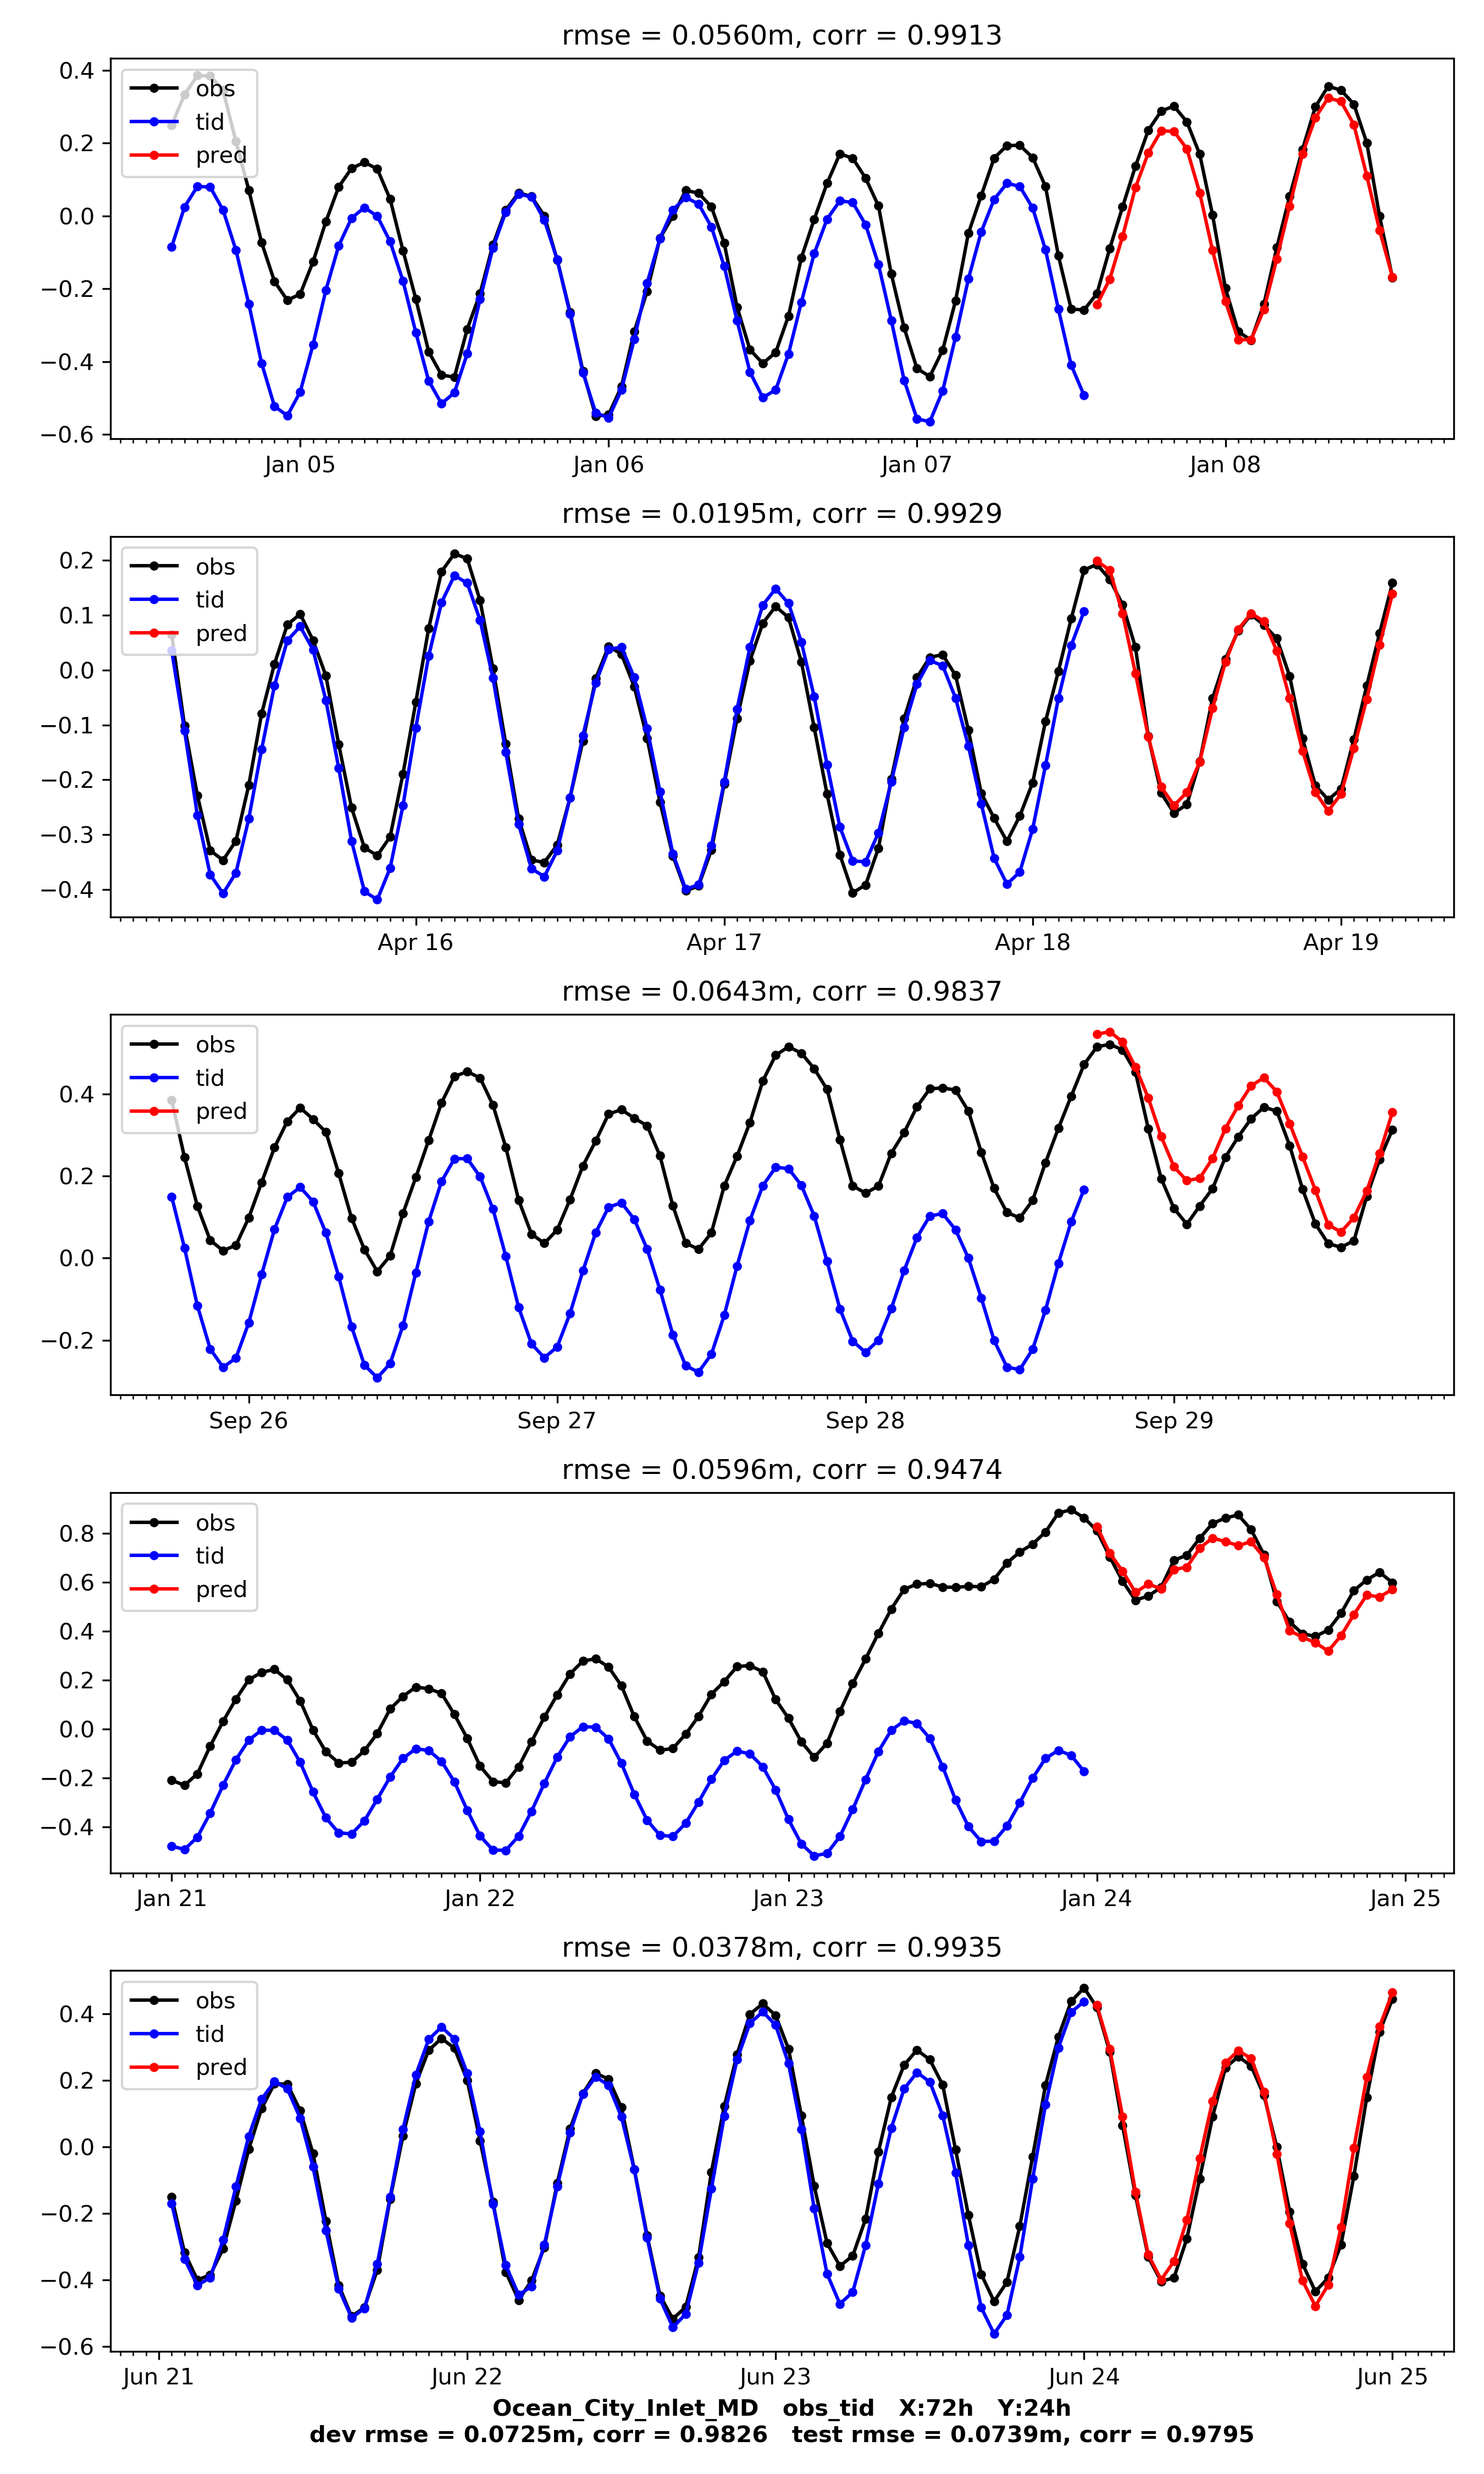 rmse = 0.0560m, corr = 0.9913
0.4
0.2
0.0
−0.2
−0.4
−0.6
obs
tid
pred
Jan 05 Jan 06 Jan 07 Jan 08
rmse = 0.0195m, corr = 0.9929
0.2
0.1
0.0
−0.1
−0.2
−0.3
−0.4
obs
tid
pred
Apr 16 Apr 17 Apr 18 Apr 19
rmse = 0.0643m, corr = 0.9837
0.4
0.2
0.0
−0.2
obs
tid
pred
Sep 26 Sep 27 Sep 28 Sep 29
rmse = 0.0596m, corr = 0.9474
0.8
0.6
0.4
0.2
0.0
−0.2
−0.4
obs
tid
pred
Jan 21 Jan 22 Jan 23 Jan 24 Jan 25
rmse = 0.0378m, corr = 0.9935
0.4
0.2
0.0
−0.2
−0.4
−0.6
obs
tid
pred
Jun 21 Jun 22 Jun 23 Jun 24 Jun 25
Ocean_City_Inlet_MD obs_tid X:72h Y:24h
dev rmse = 0.0725m, corr = 0.9826 test rmse = 0.0739m, corr = 0.9795